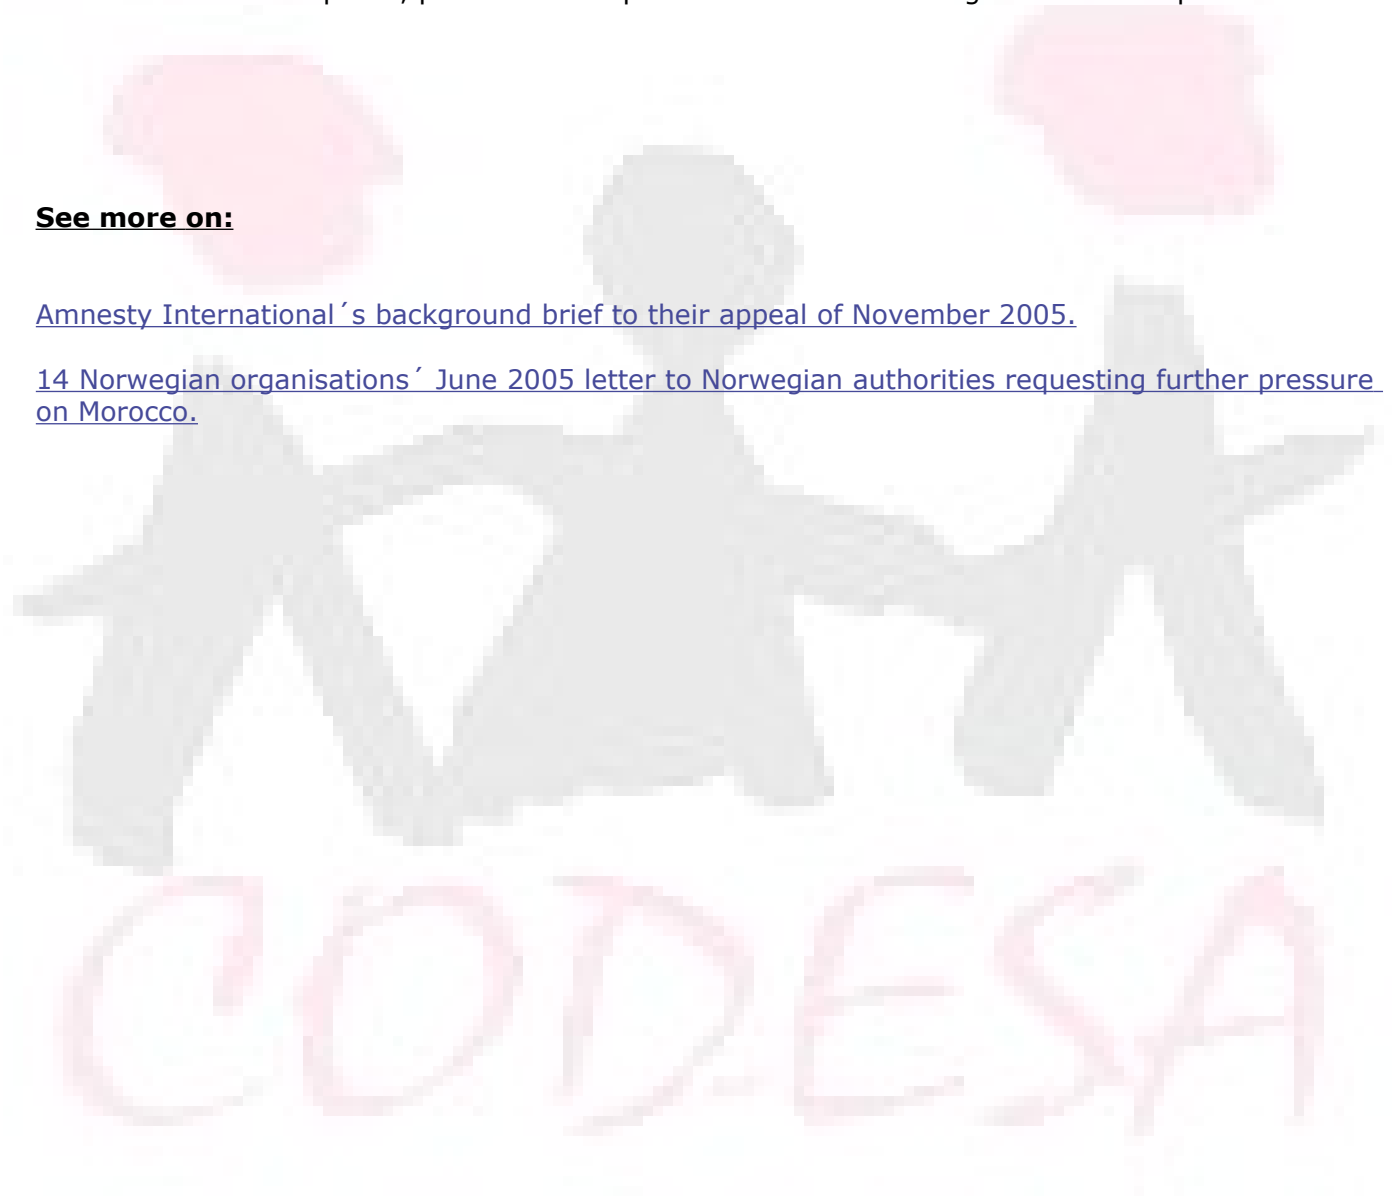 See more on:
Amnesty International´s background brief to their appeal of November 2005.
14 Norwegian organisations´ June 2005 letter to Norwegian authorities requesting further pressure
on Morocco.
CODESA